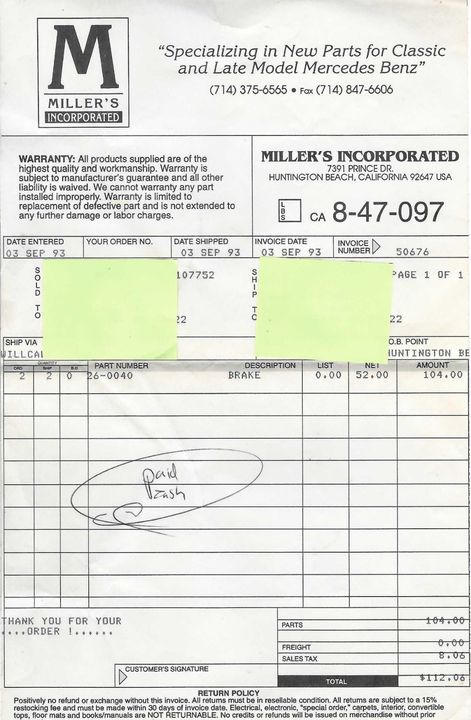 M
MILLER'S
INCORPORATED
"Specializing in New Parts for Classic
and Late Model Mercedes Benz"
(714) 375-6565 • Fax (714) 847-6606
WARRANTY: All products supplied are of the
highest quality and workmanship. Warranty is
subject to manufacturer's guarantee and all other
liability is waived. We cannot warranty any part
installed improperly. Warranty is limited to
replacement of defective part and is not extended to
any further damage or labor charges.
MILLER'S INCORPORATED
7391 PRINCE DR.
HUNTINGTON BEACH, CALIFORNIA 92647 USA
LBS CA 8-47-097
DATE ENTERED YOUR ORDER NO. DATE SHIPPED INVOICE DATE INVOICE NUMBER 50676
03 SEP 93 03 SEP 93 03 SEP 93
SOLD TO 107752 SHIP TO PAGE 1 OF 1
22 22
SHIP VIA O.B. POINT
WILLCAL HUNTINGTON BE
QUANTITY
ORD SHIP B.O PART NUMBER DESCRIPTION LIST NET AMOUNT
2 2 0 26-0040 BRAKE 0.00 52.00 104.00
paid
cash
THANK YOU FOR YOUR
....ORDER !......
PARTS 104.00
FREIGHT 0.00
SALES TAX 8.06
CUSTOMER'S SIGNATURE
TOTAL $112.06
RETURN POLICY
Positively no refund or exchange without this invoice. All returns must be in resellable condition. All returns are subject to a 15%
restocking fee and must be made within 30 days of invoice date. Electrical, electronic, "special order," carpets, interior, convertible
tops, floor mats and books/manuals are NOT RETURNABLE. No credits or refunds will be issued on merchandise without prior